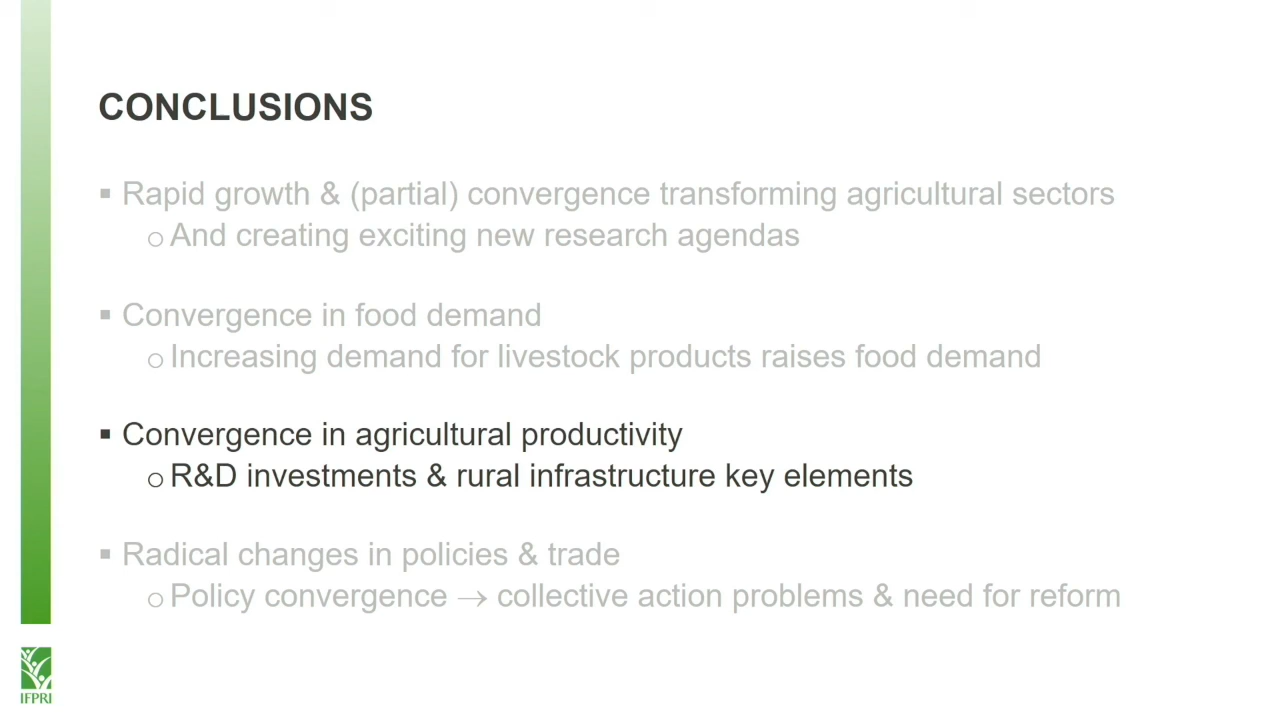 CONCLUSIONS
▪ Rapid growth & (partial) convergence transforming agricultural sectors
o And creating exciting new research agendas
▪ Convergence in food demand
o Increasing demand for livestock products raises food demand
▪ Convergence in agricultural productivity
o R&D investments & rural infrastructure key elements
▪ Radical changes in policies & trade
o Policy convergence → collective action problems & need for reform
IFPRI